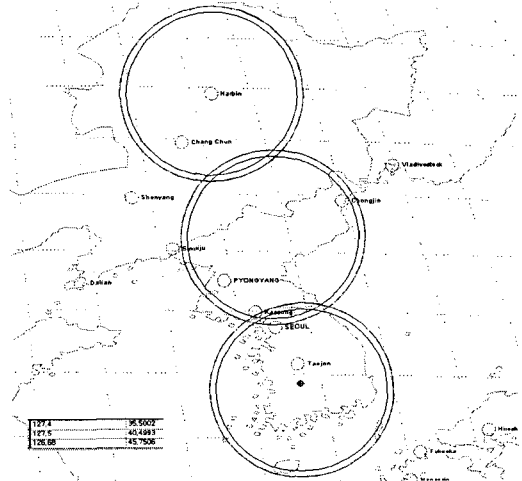 Harbin
Chang Chun
Vladivostock
Shenyang
Chongjin
Sinuiju
Dalian
PYONGYANG
Kaesong
SEOUL
Taejon
127,4 35,5002
127,5 40,4993
126,68 45,7506
Fukuoka